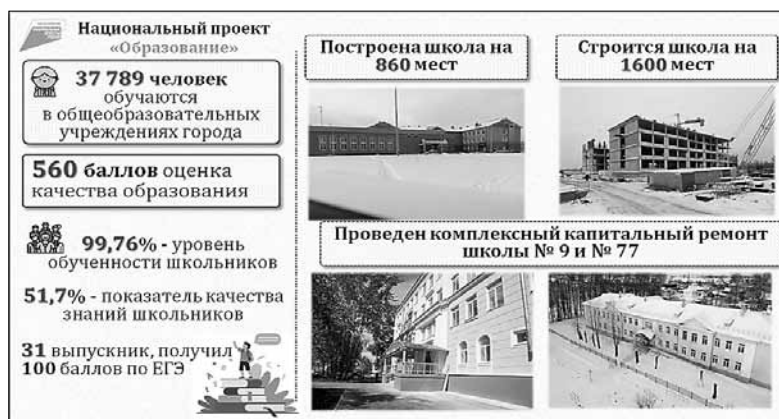 Национальный проект
«Образование»
37 789 человек
обучаются
в общеобразовательных
учреждениях города
560 баллов оценка
качества образования
99,76% - уровень
обученности школьников
51,7% - показатель качества
знаний школьников
31 выпускник, получил
100 баллов по ЕГЭ
Построена школа на
860 мест
Строится школа на
1600 мест
Проведен комплексный капитальный ремонт
школы № 9 и № 77